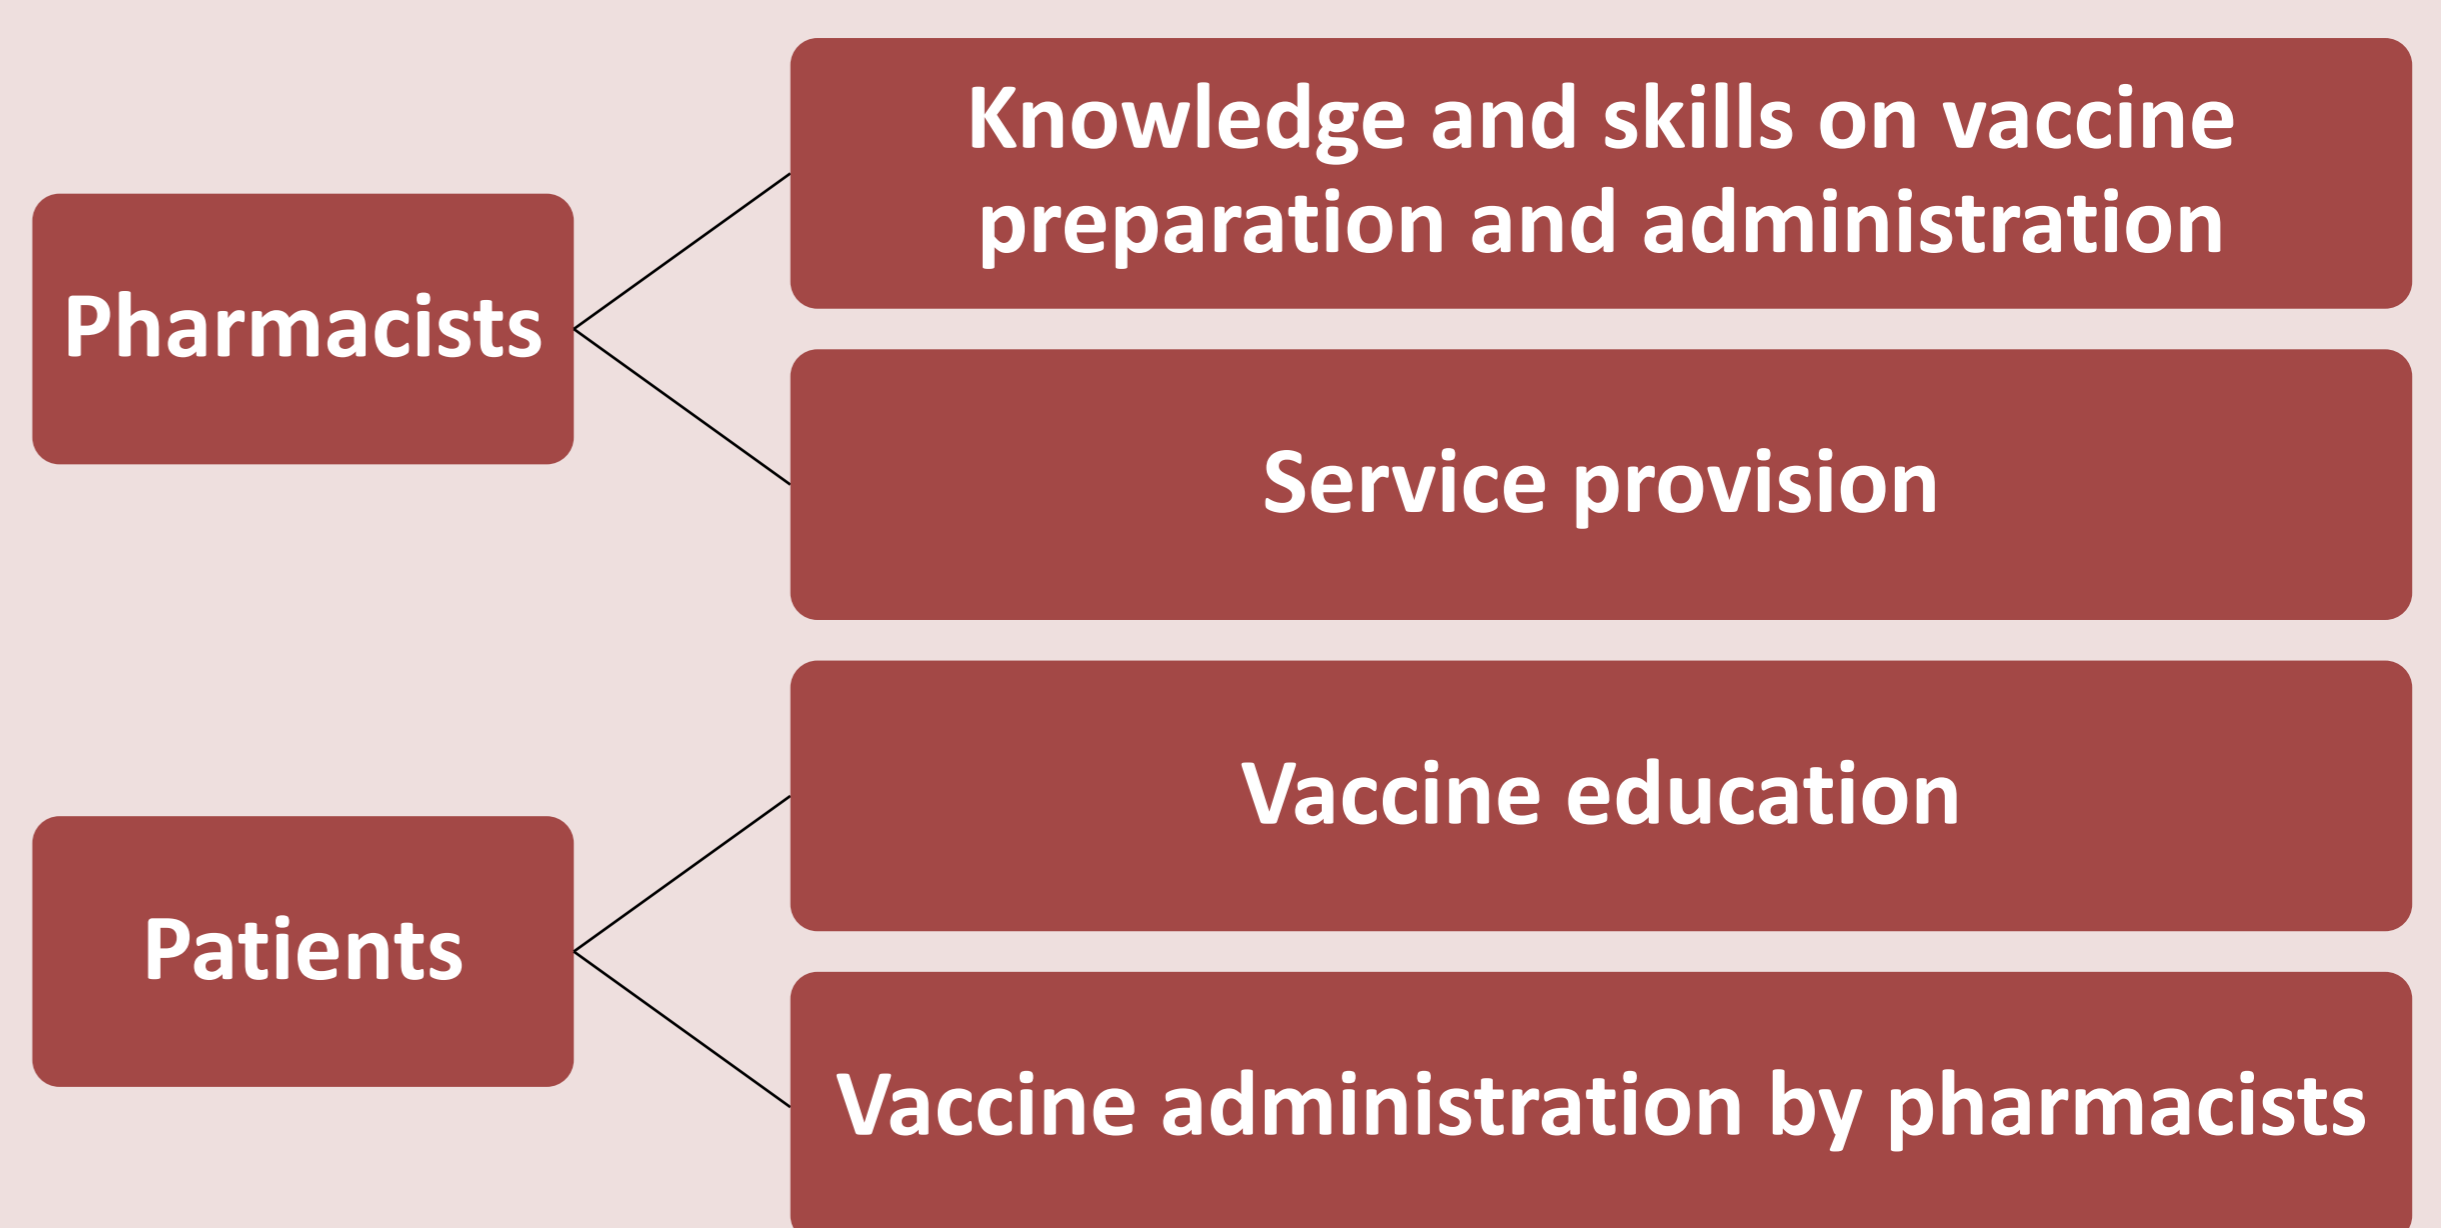 Pharmacists
Knowledge and skills on vaccine
preparation and administration
Service provision
Patients
Vaccine education
Vaccine administration by pharmacists